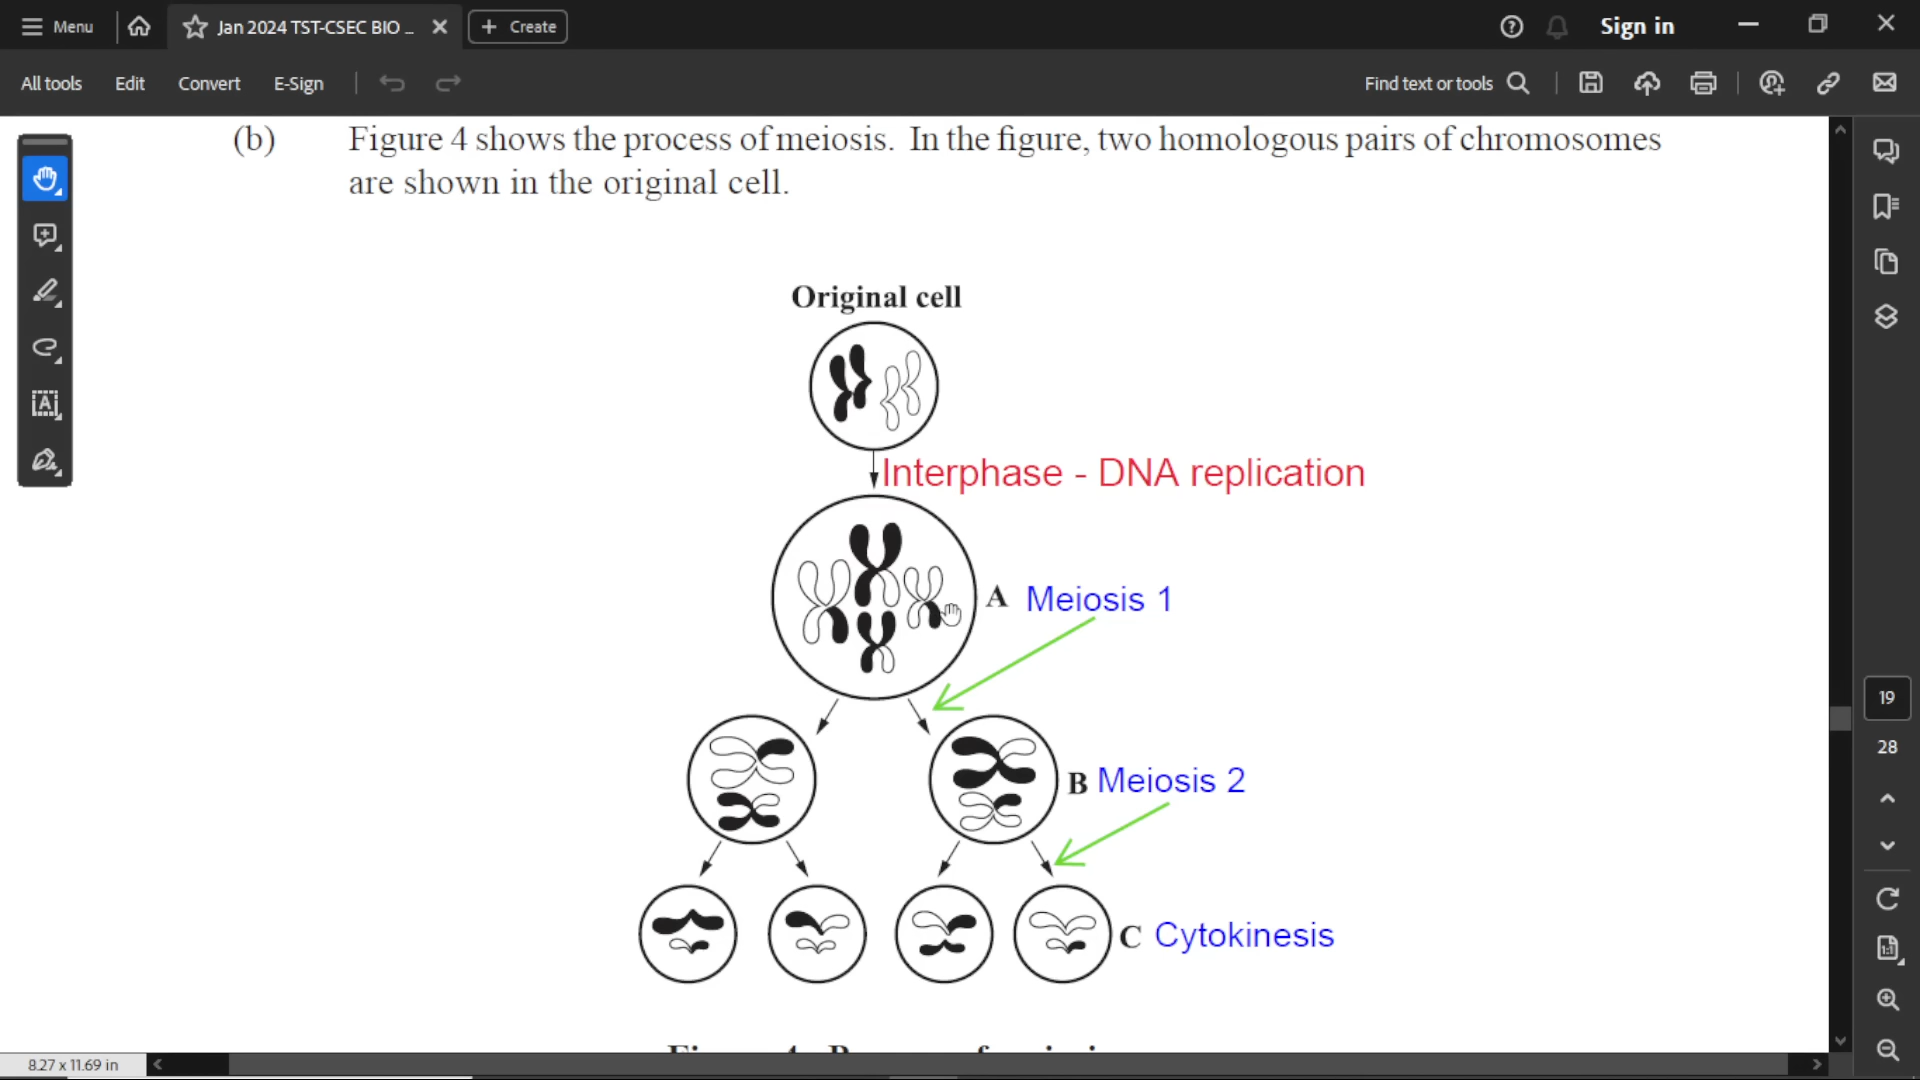 Menu
Jan 2024 TST-CSEC BIO _
Create
Sign in
All tools
Edit
Convert
E-Sign
Find text or tools
(b) Figure 4 shows the process of meiosis. In the figure, two homologous pairs of chromosomes
are shown in the original cell.
Original cell
Interphase - DNA replication
A Meiosis 1
B Meiosis 2
C Cytokinesis
19
28
8.27 x 11.69 in